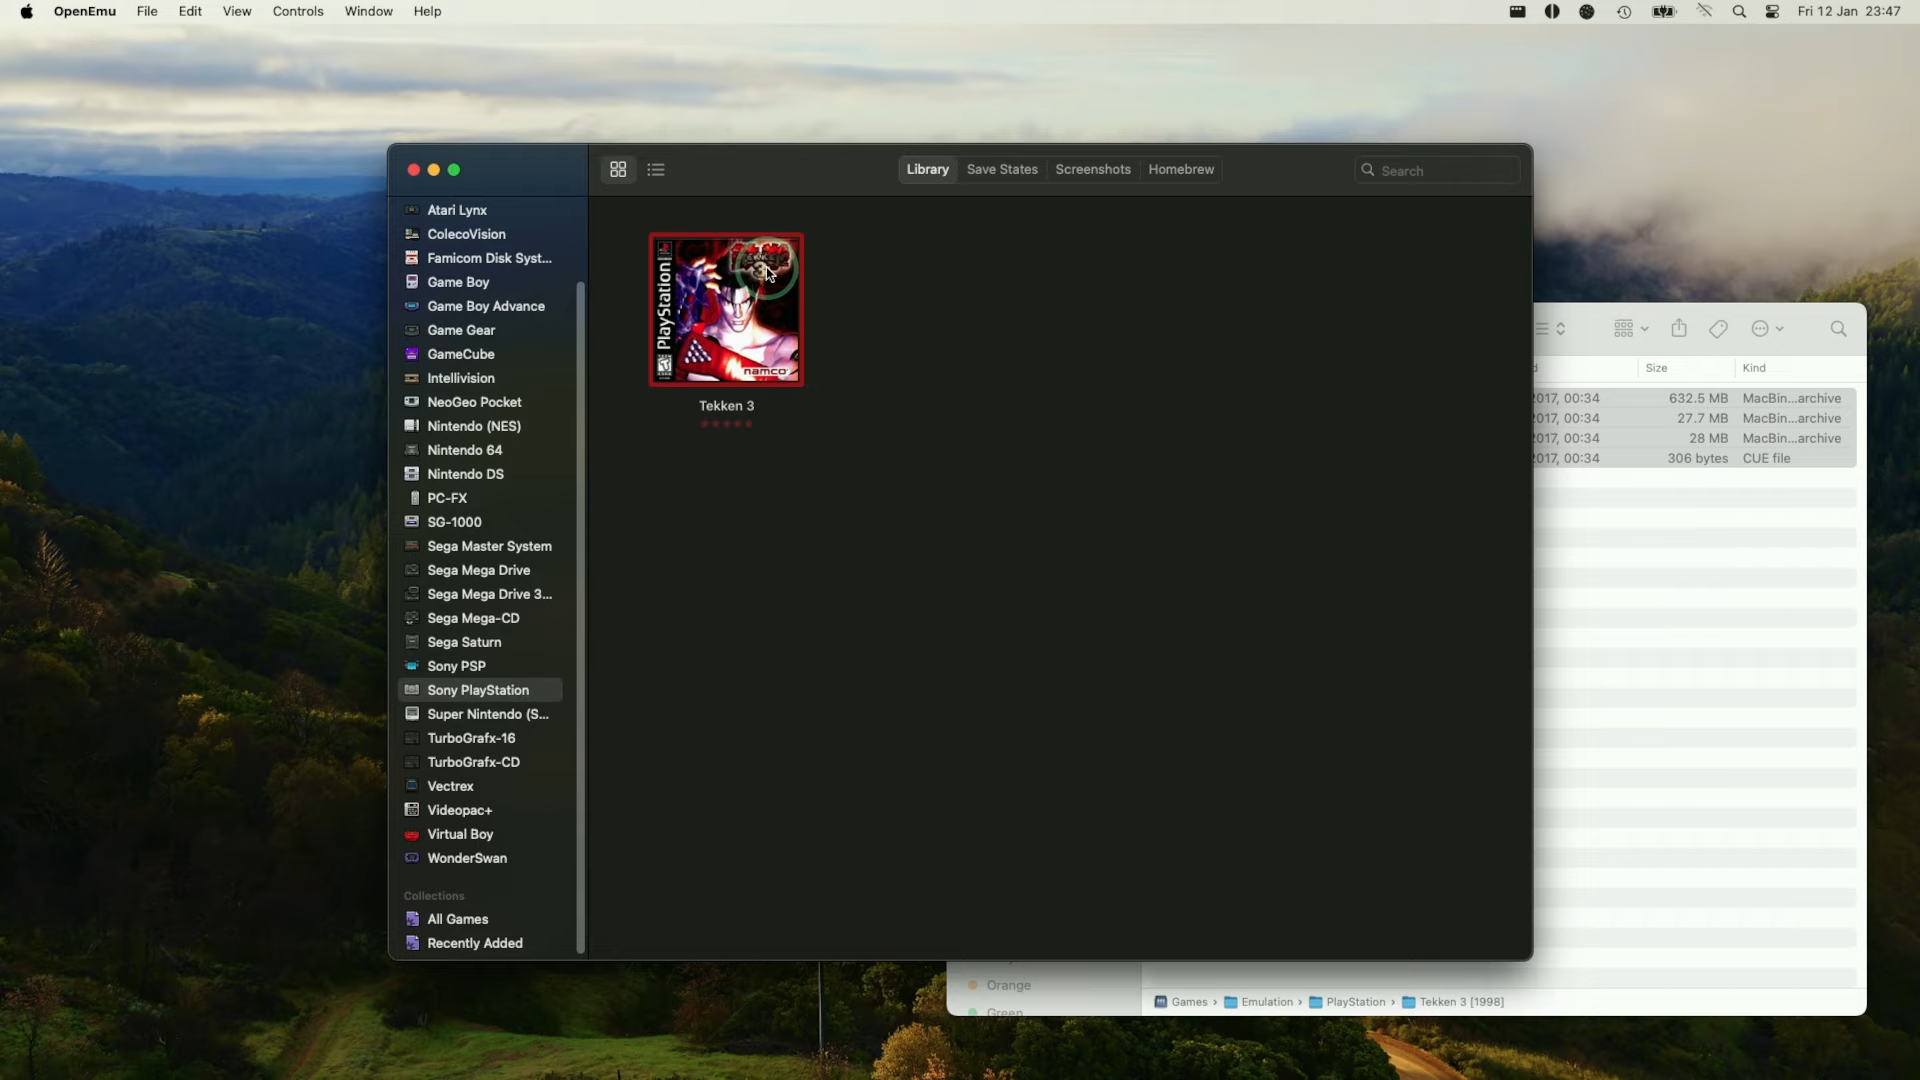 OpenEmu File Edit View Controls Window Help Fri 12 Jan 23:47
Library Save States Screenshots Homebrew Search
Atari Lynx
ColecoVision
Famicom Disk Syst...
Game Boy
Game Boy Advance
Game Gear
GameCube
Intellivision
NeoGeo Pocket
Nintendo (NES)
Nintendo 64
Nintendo DS
PC-FX
SG-1000
Sega Master System
Sega Mega Drive
Sega Mega Drive 3...
Sega Mega-CD
Sega Saturn
Sony PSP
Sony PlayStation
Super Nintendo (S...
TurboGrafx-16
TurboGrafx-CD
Vectrex
Videopac+
Virtual Boy
WonderSwan
Collections
All Games
Recently Added
PlayStation
3
namco
Tekken 3
Size Kind
2017, 00:34 632.5 MB MacBin...archive
2017, 00:34 27.7 MB MacBin...archive
2017, 00:34 28 MB MacBin...archive
2017, 00:34 306 bytes CUE file
Orange
Green
Games › Emulation › PlayStation › Tekken 3 [1998]